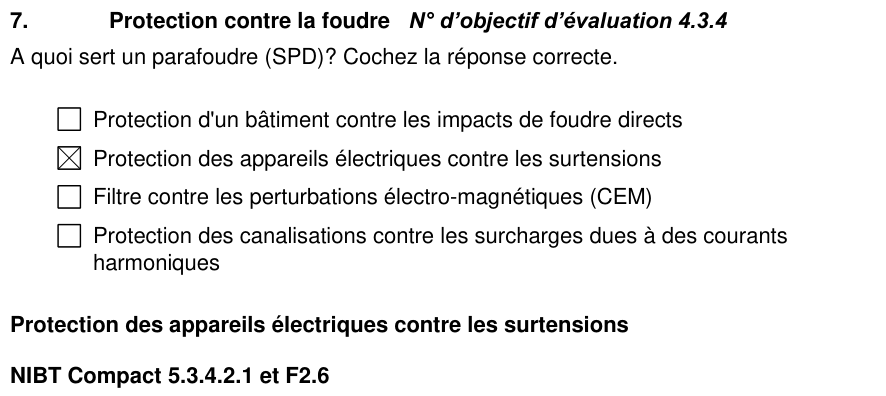 7. Protection contre la foudre N° d’objectif d’évaluation 4.3.4
A quoi sert un parafoudre (SPD)? Cochez la réponse correcte.
Protection d'un bâtiment contre les impacts de foudre directs
Protection des appareils électriques contre les surtensions
Filtre contre les perturbations électro-magnétiques (CEM)
Protection des canalisations contre les surcharges dues à des courants
harmoniques
Protection des appareils électriques contre les surtensions
NIBT Compact 5.3.4.2.1 et F2.6